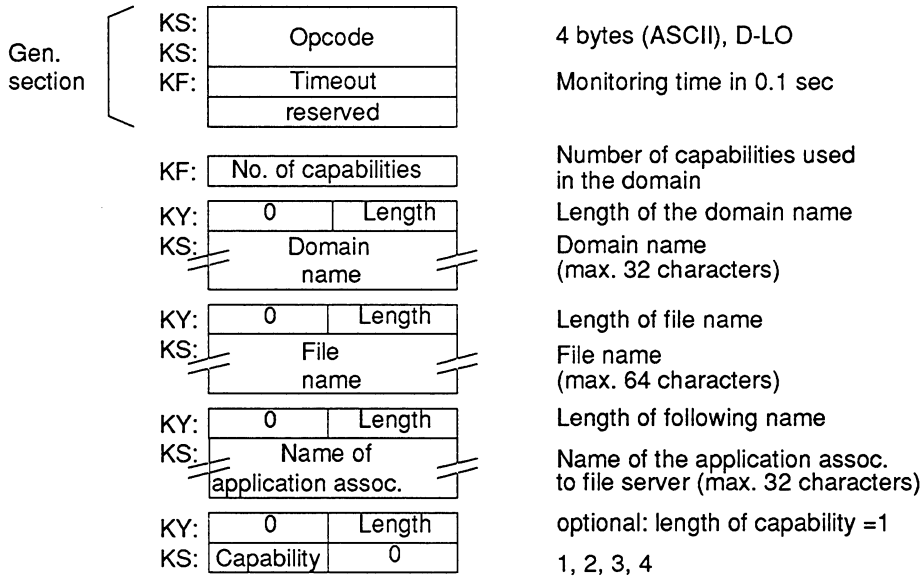 KS: Opcode 4 bytes (ASCII), D-LO
KS:
Gen.
section
KF: Timeout Monitoring time in 0.1 sec
reserved
KF: No. of capabilities Number of capabilities used
in the domain
KY: 0 Length Length of the domain name
KS: Domain Domain name
name (max. 32 characters)
KY: 0 Length Length of file name
KS: File File name
name (max. 64 characters)
KY: 0 Length Length of following name
KS: Name of Name of the application assoc.
application assoc. to file server (max. 32 characters)
KY: 0 Length optional: length of capability =1
KS: Capability 0 1, 2, 3, 4